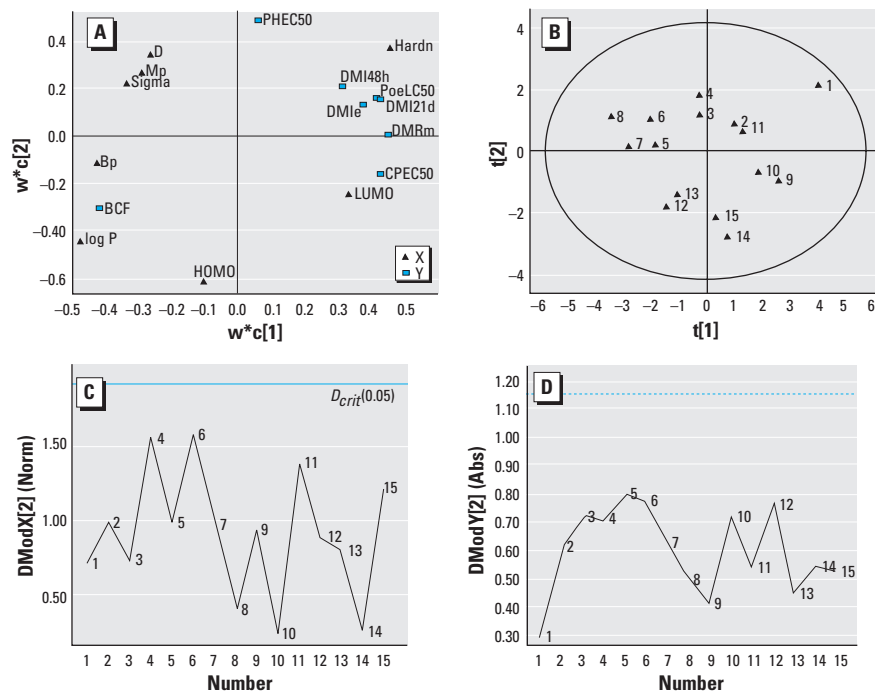 A
PHEC50
Hardn
D
Mp
Sigma
DMI48h
PoeLC50
DMI21d
DMIe
DMRm
Bp
CPEC50
LUMO
BCF
log P
HOMO
X
Y
0.4
0.2
0.0
–0.2
–0.40
–0.6
w*c[2]
–0.5 –0.4 –0.3 –0.2 –0.1 0.0 0.1 0.2 0.3 0.4 0.5
w*c[1]
B
4
2
0
–2
–4
t[2]
1
4
8
6
3
2
11
7
5
10
9
13
12
15
14
–6 –5 –4 –3 –2 –1 0 1 2 3 4 5 6
t[1]
C
Dcrit(0.05)
1.50
1.00
0.50
DModX[2] (Norm)
1
2
3
4
5
6
7
8
9
10
11
12
13
14
15
1 2 3 4 5 6 7 8 9 10 11 12 13 14 15
Number
D
1.20
1.10
1.00
0.90
0.80
0.70
0.60
0.50
0.40
0.30
DModY[2] (Abs)
1
2
3
4
5
6
7
8
9
10
11
12
13
14
15
1 2 3 4 5 6 7 8 9 10 11 12 13 14 15
Number